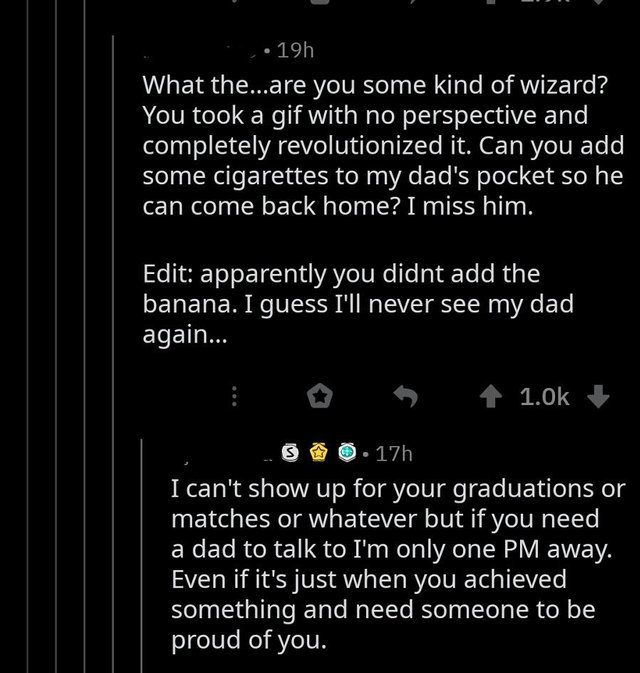 • 19h
What the...are you some kind of wizard?
You took a gif with no perspective and
completely revolutionized it. Can you add
some cigarettes to my dad's pocket so he
can come back home? I miss him.
Edit: apparently you didnt add the
banana. I guess I'll never see my dad
again...
1.0k
S • 17h
I can't show up for your graduations or
matches or whatever but if you need
a dad to talk to I'm only one PM away.
Even if it's just when you achieved
something and need someone to be
proud of you.